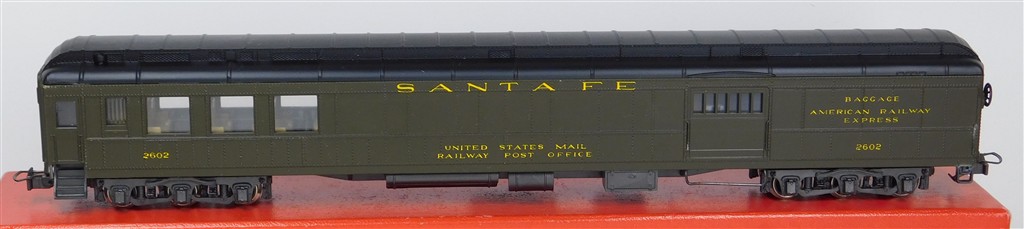 SANTA FE
BAGGAGE
AMERICAN RAILWAY
EXPRESS
2602
UNITED STATES MAIL
RAILWAY POST OFFICE
2602